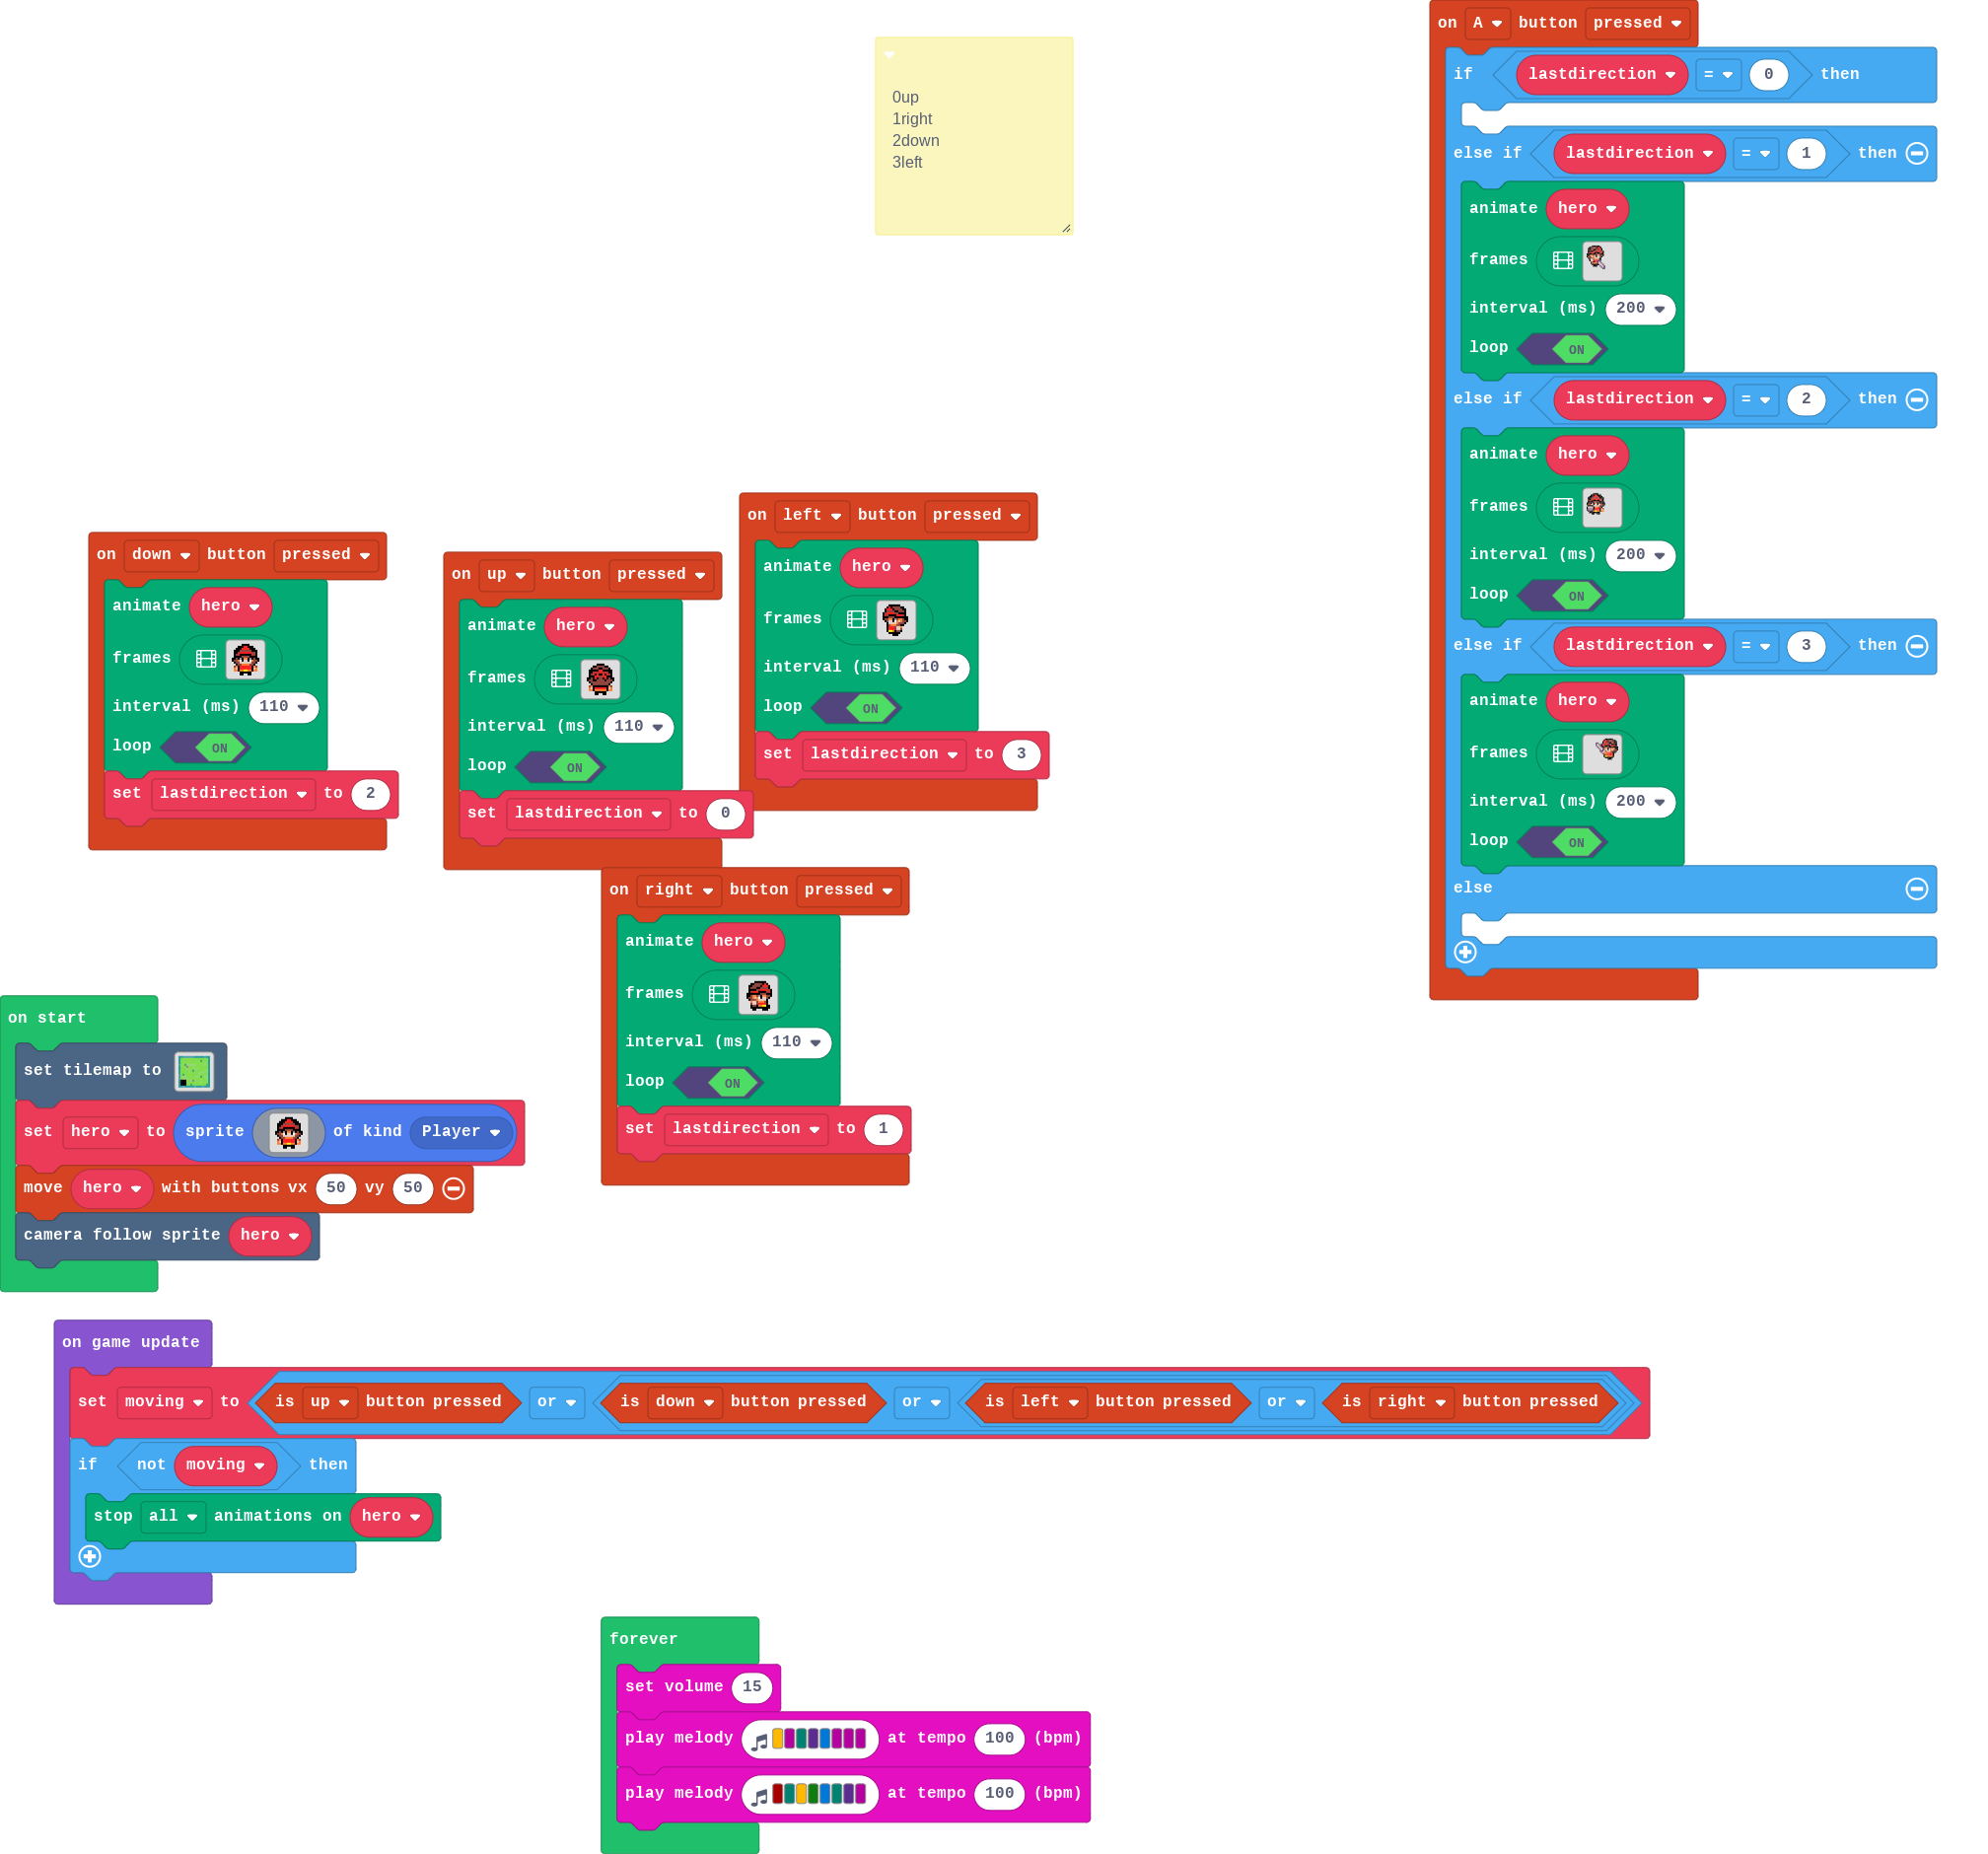 0up
1right
2down
3left
on A button pressed
if lastdirection = 0 then
else if lastdirection = 1 then
animate hero
frames
interval (ms) 200
loop ON
else if lastdirection = 2 then
animate hero
frames
interval (ms) 200
loop ON
else if lastdirection = 3 then
animate hero
frames
interval (ms) 200
loop ON
else
on down button pressed
animate hero
frames
interval (ms) 110
loop ON
set lastdirection to 2
on up button pressed
animate hero
frames
interval (ms) 110
loop ON
set lastdirection to 0
on left button pressed
animate hero
frames
interval (ms) 110
loop ON
set lastdirection to 3
on right button pressed
animate hero
frames
interval (ms) 110
loop ON
set lastdirection to 1
on start
set tilemap to
set hero to sprite of kind Player
move hero with buttons vx 50 vy 50
camera follow sprite hero
on game update
set moving to is up button pressed or is down button pressed or is left button pressed or is right button pressed
if not moving then
stop all animations on hero
forever
set volume 15
play melody at tempo 100 (bpm)
play melody at tempo 100 (bpm)